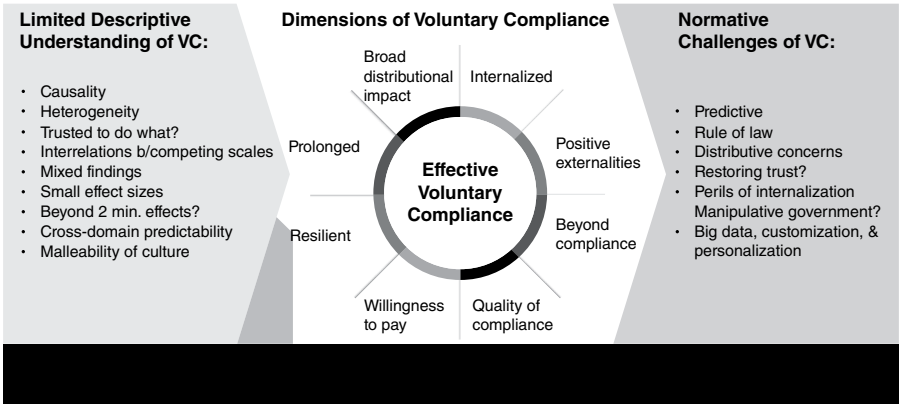 Limited Descriptive
Understanding of VC:
• Causality
• Heterogeneity
• Trusted to do what?
• Interrelations b/competing scales
• Mixed findings
• Small effect sizes
• Beyond 2 min. effects?
• Cross-domain predictability
• Malleability of culture
Dimensions of Voluntary Compliance
Broad
distributional
impact
Internalized
Positive
externalities
Beyond
compliance
Quality of
compliance
Willingness
to pay
Resilient
Prolonged
Effective
Voluntary
Compliance
Normative
Challenges of VC:
• Predictive
• Rule of law
• Distributive concerns
• Restoring trust?
• Perils of internalization
Manipulative government?
• Big data, customization, &
personalization